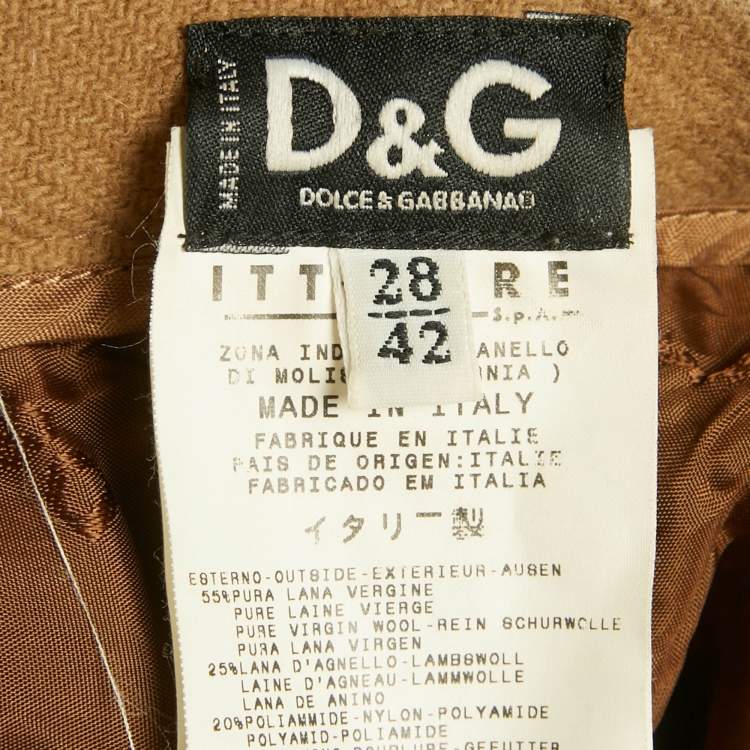 MADE IN ITALY
D&G
DOLCE & GABBANA
28
42
ITT RE
S.p.A.
ZONA IND ANELLO
DI MOLIS NIA )
MADE IN ITALY
FABRIQUE EN ITALIE
PAIS DE ORIGEN:ITALIE
FABRICADO EM ITALIA
イタリー製
ESTERNO-OUTSIDE-EXTERIEUR-AUSEN
55%PURA LANA VERGINE
PURE LAINE VIERGE
PURE VIRGIN WOOL-REIN SCHURWOLLE
PURA LANA VIRGEN
25%LANA D'AGNELLO-LAMBSWOLL
LAINE D'AGNEAU-LAMMWOLLE
LANA DE ANINO
20%POLIAMMIDE-NYLON-POLYAMIDE
POLYAMID-POLIAMIDE